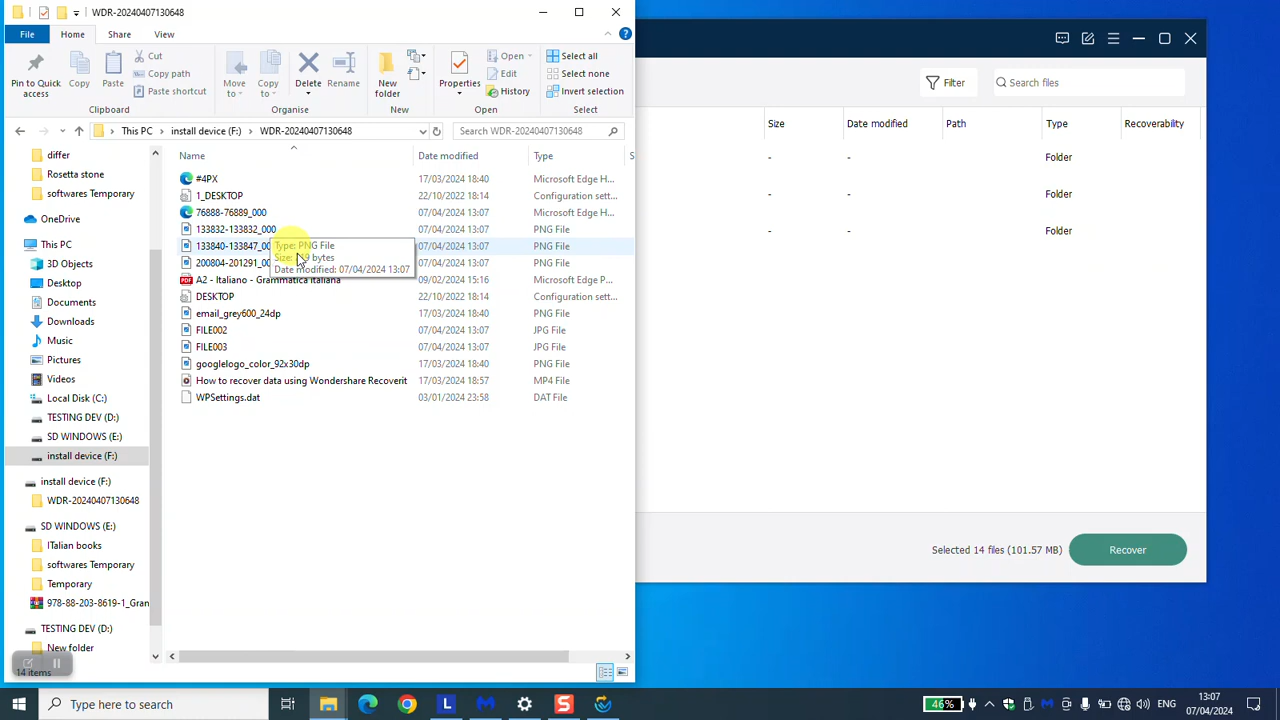 WDR-20240407130648
File
Home
Share
View
Pin to Quick access
Copy
Paste
Cut
Copy path
Paste shortcut
Move to
Copy to
Delete
Rename
New folder
Properties
Open
Edit
History
Select all
Select none
Invert selection
Clipboard
Organise
New
Open
Select
This PC
install device (F:)
WDR-20240407130648
Search WDR-20240407130648
Name
Date modified
Type
S
differ
Rosetta stone
softwares Temporary
OneDrive
This PC
3D Objects
Desktop
Documents
Downloads
Music
Pictures
Videos
Local Disk (C:)
TESTING DEV (D:)
SD WINDOWS (E:)
install device (F:)
install device (F:)
WDR-20240407130648
SD WINDOWS (E:)
ITalian books
softwares Temporary
Temporary
978-88-203-8619-1_Gran
TESTING DEV (D:)
New folder
14 items
#4PX 17/03/2024 18:40 Microsoft Edge H...
1_DESKTOP 22/10/2022 18:14 Configuration sett...
76888-76889_000 07/04/2024 13:07 Microsoft Edge H...
133832-133832_000 07/04/2024 13:07 PNG File
133840-133847_00 07/04/2024 13:07 PNG File
200804-201291_00 07/04/2024 13:07 PNG File
A2 - Italiano - Grammatica italiana 09/02/2024 15:16 Microsoft Edge P...
DESKTOP 22/10/2022 18:14 Configuration sett...
email_grey600_24dp 17/03/2024 18:40 PNG File
FILE002 07/04/2024 13:07 JPG File
FILE003 07/04/2024 13:07 JPG File
googlelogo_color_92x30dp 17/03/2024 18:40 PNG File
How to recover data using Wondershare Recoverit 17/03/2024 18:57 MP4 File
WPSettings.dat 03/01/2024 23:58 DAT File
Type: PNG File
Size: bytes
Date modified: 07/04/2024 13:07
Filter
Search files
Size
Date modified
Path
Type
Recoverability
- - Folder
- - Folder
- - Folder
Selected 14 files (101.57 MB)
Recover
Type here to search
L
S
46%
ENG
13:07
07/04/2024